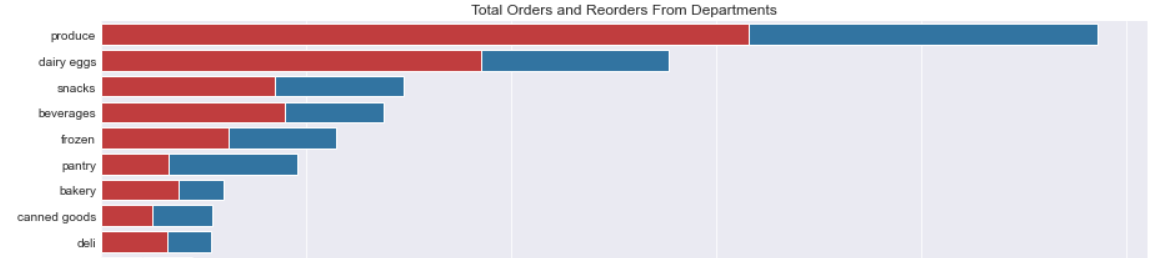 Total Orders and Reorders From Departments
produce
dairy eggs
snacks
beverages
frozen
pantry
bakery
canned goods
deli